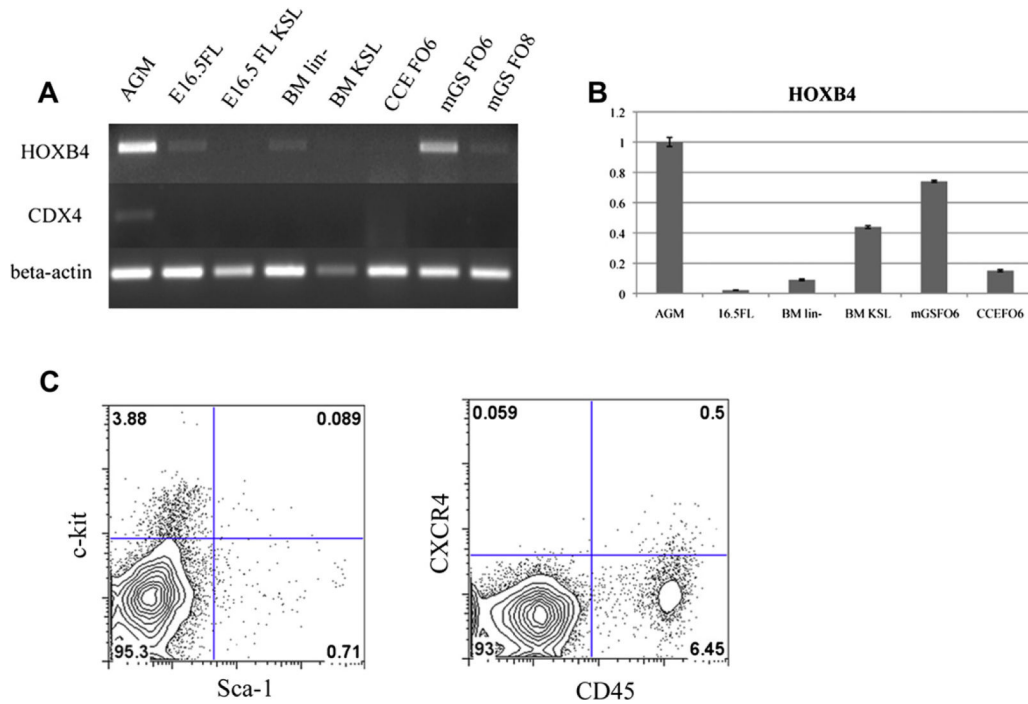 A
AGM
E16.5FL
E16.5 FL KSL
BM lin-
BM KSL
CCE FO6
mGS FO6
mGS FO8
HOXB4
CDX4
beta-actin
B
HOXB4
1.2
1
0.8
0.6
0.4
0.2
0
AGM 16.5FL BM lin- BM KSL mGSFO6 CCEFO6
C
3.88 0.089
c-kit
95.3 0.71
Sca-1
0.059 0.5
CXCR4
93 6.45
CD45